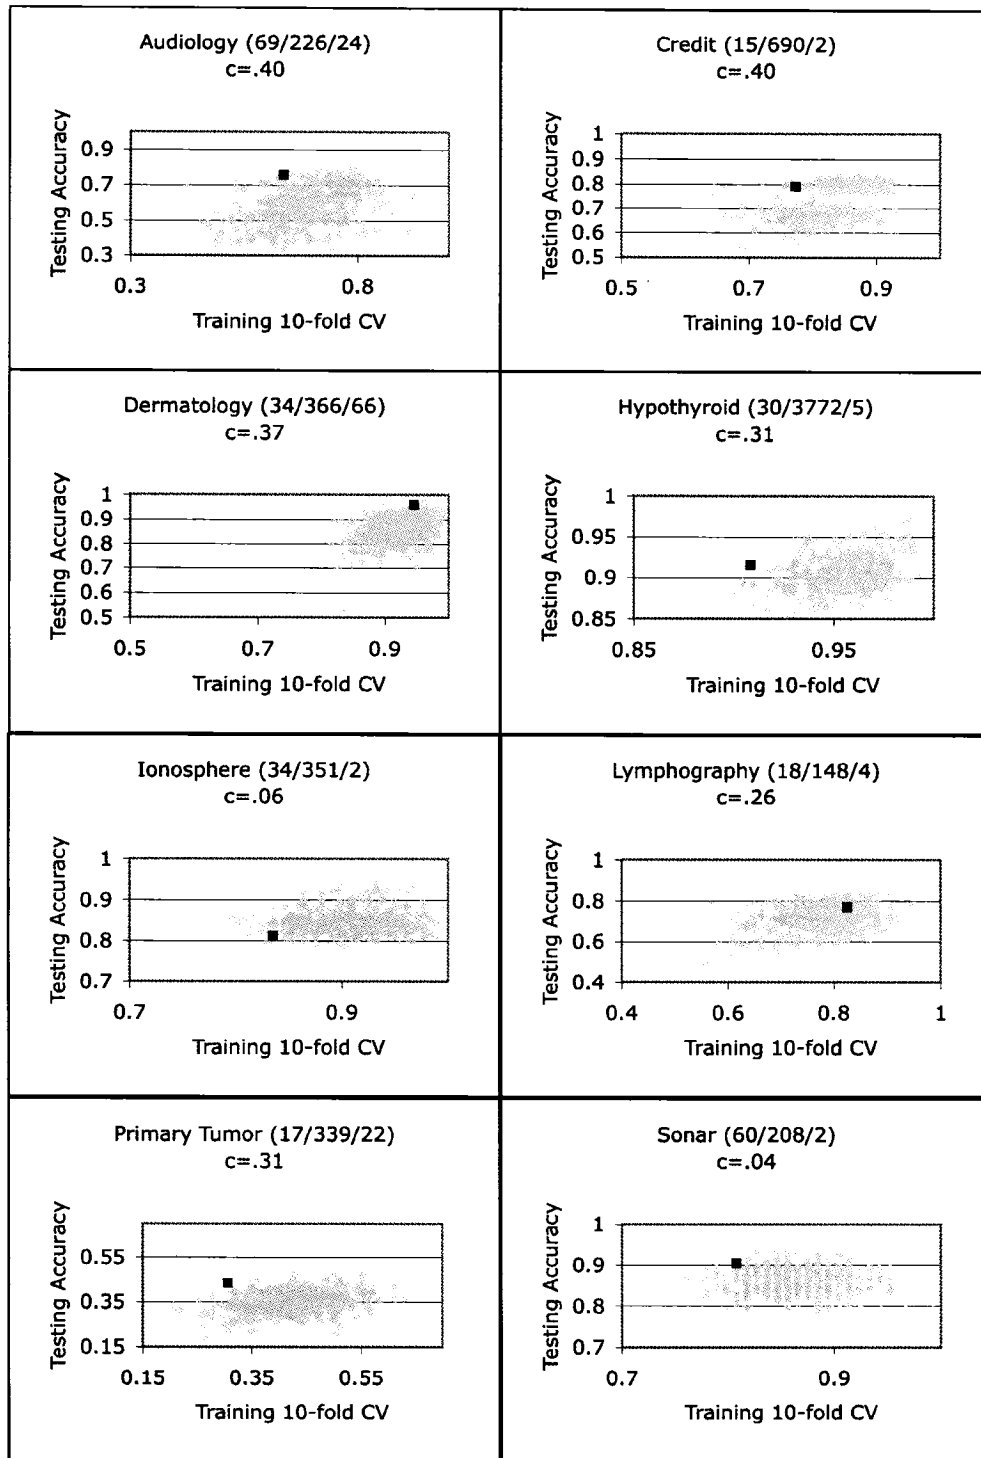 Audiology (69/226/24)
c=.40
Testing Accuracy
0.9
0.7
0.5
0.3
0.3
0.8
Training 10-fold CV
Credit (15/690/2)
c=.40
Testing Accuracy
1
0.9
0.8
0.7
0.6
0.5
0.5
0.7
0.9
Training 10-fold CV
Dermatology (34/366/66)
c=.37
Testing Accuracy
1
0.9
0.8
0.7
0.6
0.5
0.5
0.7
0.9
Training 10-fold CV
Hypothyroid (30/3772/5)
c=.31
Testing Accuracy
1
0.95
0.9
0.85
0.85
0.95
Training 10-fold CV
Ionosphere (34/351/2)
c=.06
Testing Accuracy
1
0.9
0.8
0.7
0.7
0.9
Training 10-fold CV
Lymphography (18/148/4)
c=.26
Testing Accuracy
1
0.8
0.6
0.4
0.4
0.6
0.8
1
Training 10-fold CV
Primary Tumor (17/339/22)
c=.31
Testing Accuracy
0.55
0.35
0.15
0.15
0.35
0.55
Training 10-fold CV
Sonar (60/208/2)
c=.04
Testing Accuracy
1
0.9
0.8
0.7
0.7
0.9
Training 10-fold CV